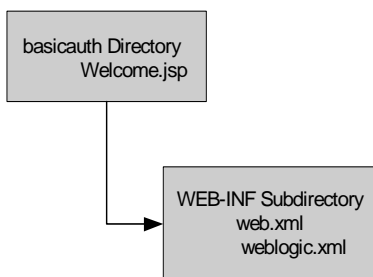 basicauth Directory
Welcome.jsp
WEB-INF Subdirectory
web.xml
weblogic.xml